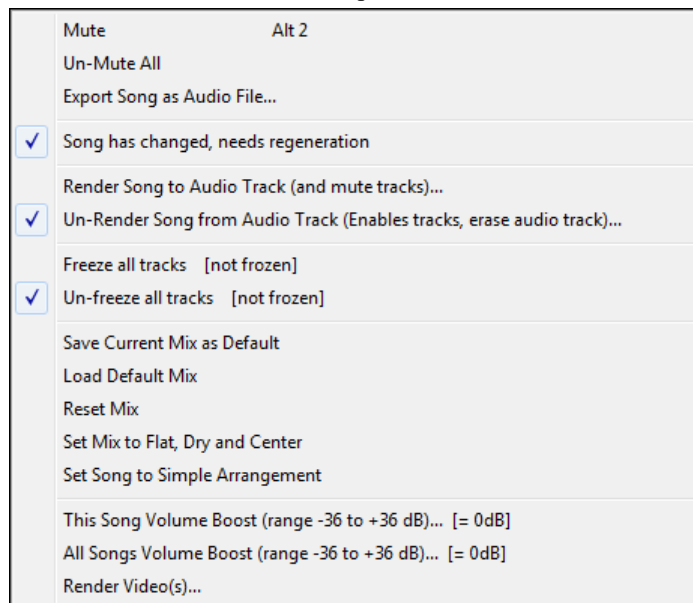 Mute Alt 2
Un-Mute All
Export Song as Audio File...
Song has changed, needs regeneration
Render Song to Audio Track (and mute tracks)...
Un-Render Song from Audio Track (Enables tracks, erase audio track)...
Freeze all tracks [not frozen]
Un-freeze all tracks [not frozen]
Save Current Mix as Default
Load Default Mix
Reset Mix
Set Mix to Flat, Dry and Center
Set Song to Simple Arrangement
This Song Volume Boost (range -36 to +36 dB)... [= 0dB]
All Songs Volume Boost (range -36 to +36 dB)... [= 0dB]
Render Video(s)...